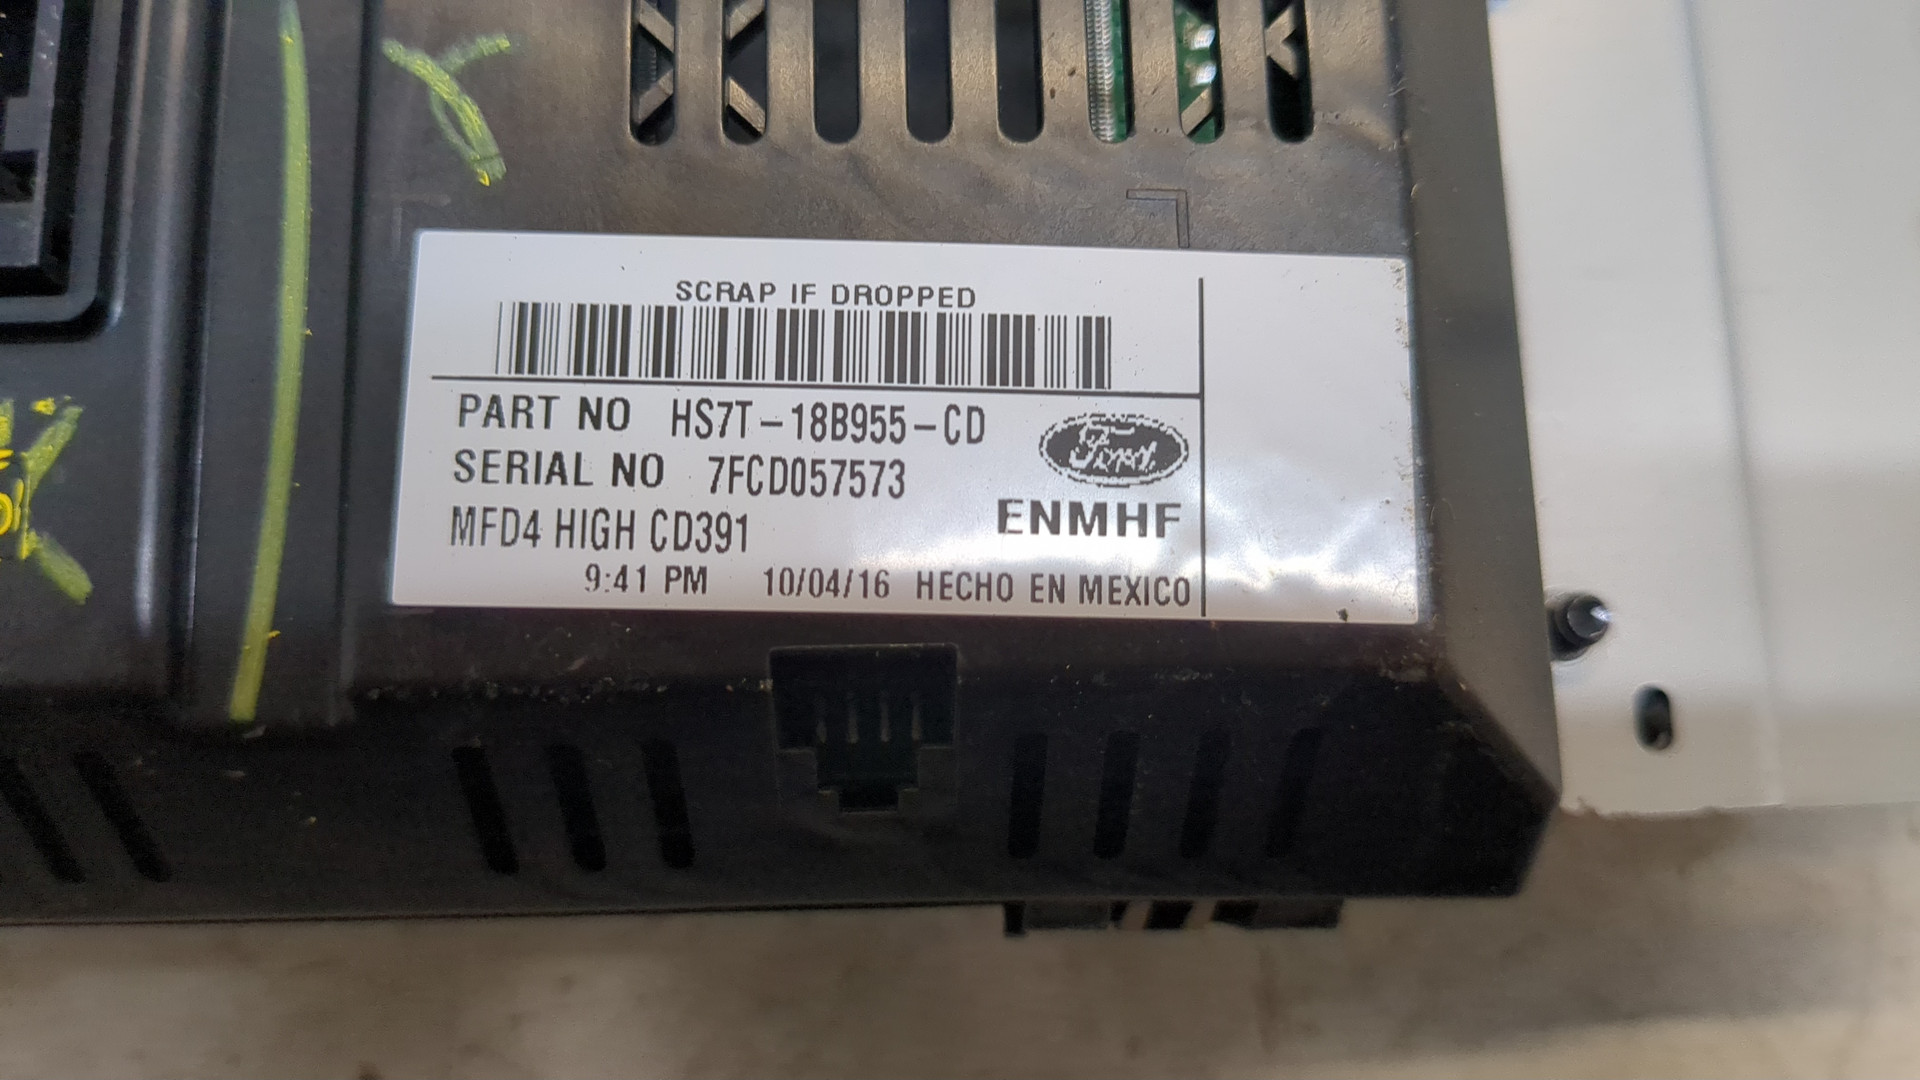 SCRAP IF DROPPED
PART NO HS7T-18B955-CD
SERIAL NO 7FCD057573
Ford
MFD4 HIGH CD391
ENMHF
9:41 PM 10/04/16 HECHO EN MEXICO